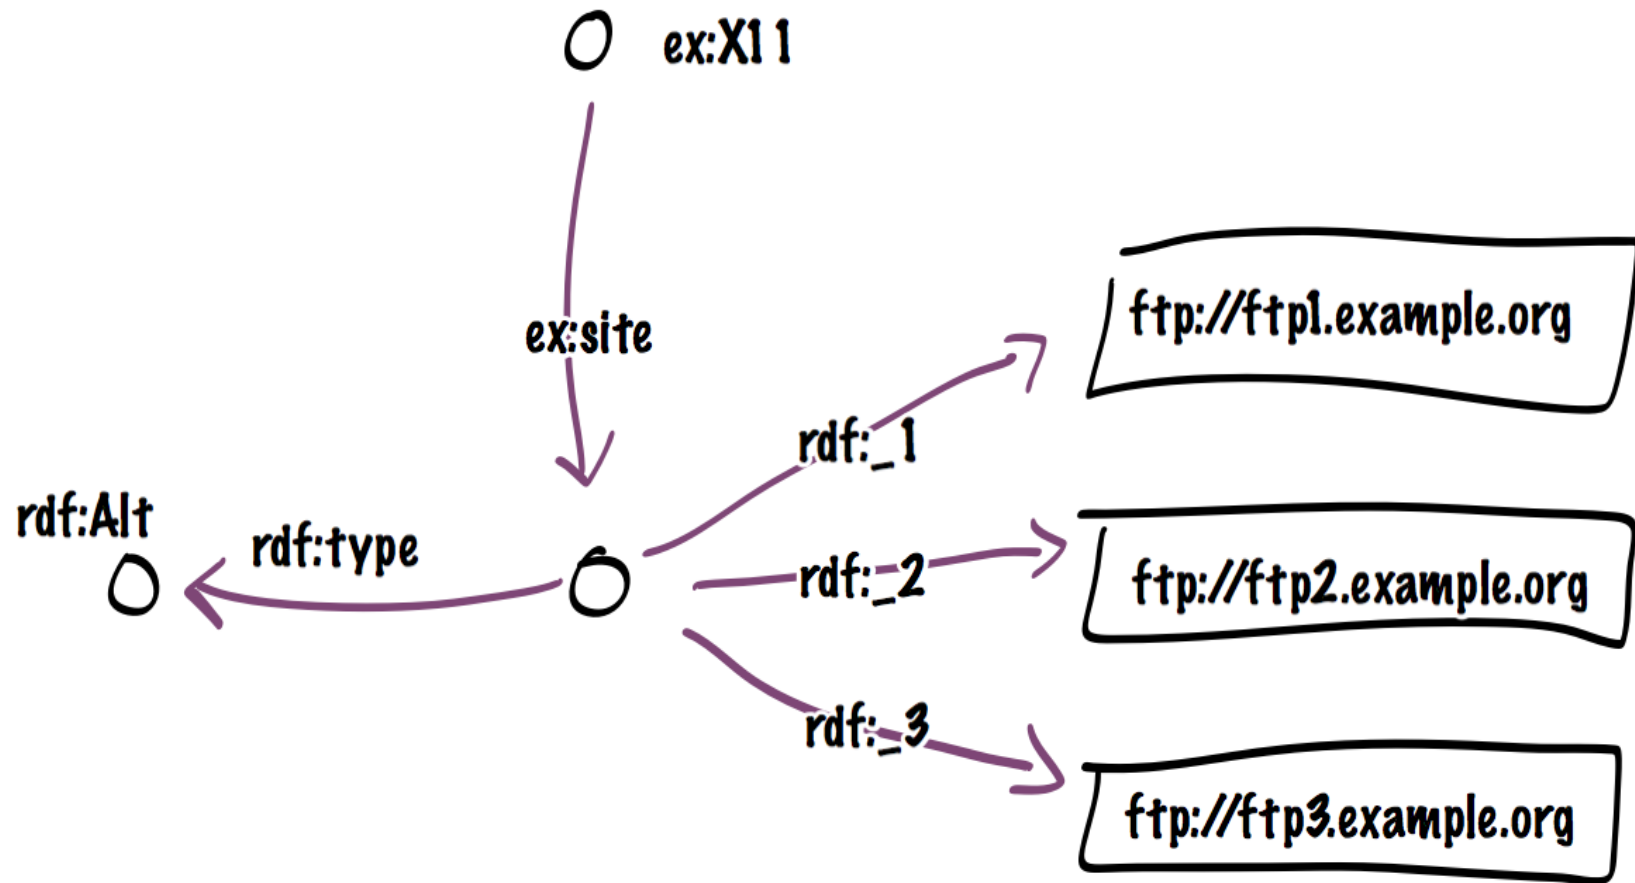 ex:X11
ex:site
ftp://ftp1.example.org
rdf:_1
rdf:Alt
rdf:type
rdf:_2
ftp://ftp2.example.org
rdf:_3
ftp://ftp3.example.org